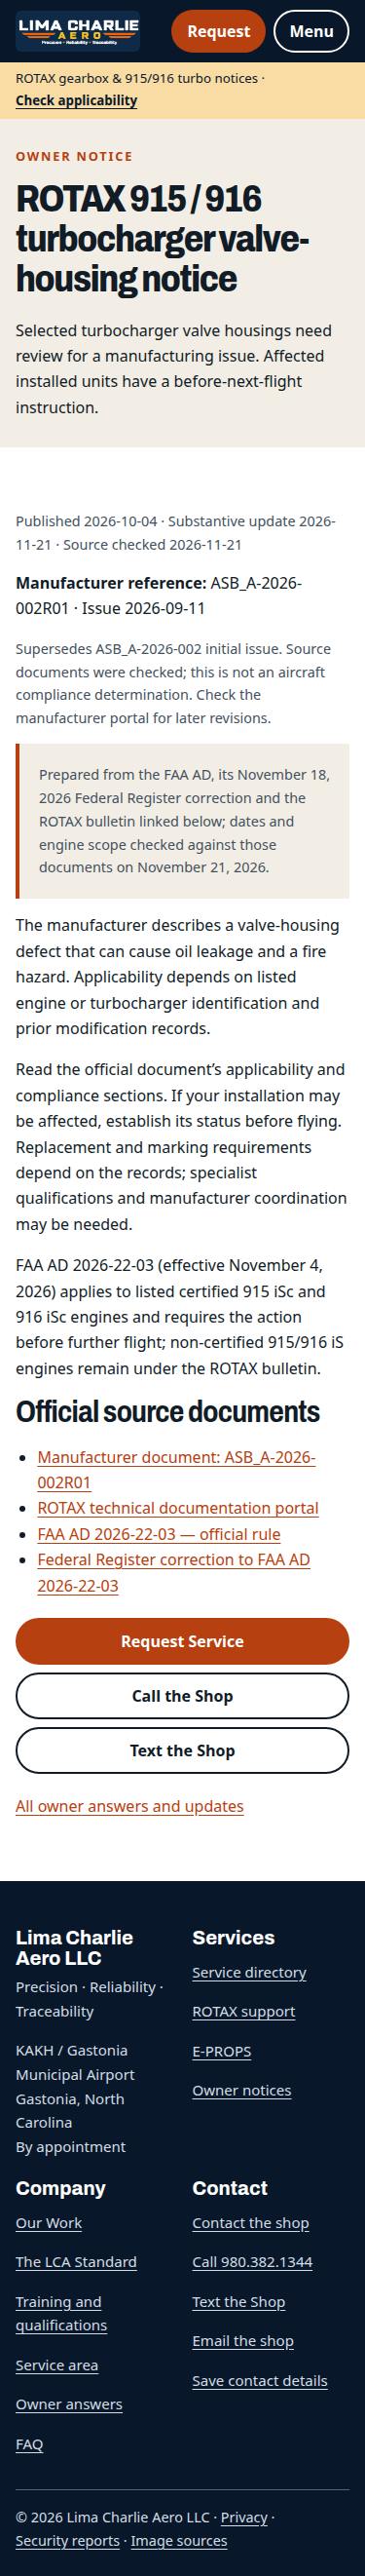 LIMA CHARLIE
AERO
Precision · Reliability · Traceability
Request
Menu
ROTAX gearbox & 915/916 turbo notices ·
Check applicability
OWNER NOTICE
ROTAX 915 / 916
turbocharger valve-
housing notice
Selected turbocharger valve housings need
review for a manufacturing issue. Affected
installed units have a before-next-flight
instruction.
Published 2026-10-04 · Substantive update 2026-
11-21 · Source checked 2026-11-21
Manufacturer reference: ASB_A-2026-
002R01 · Issue 2026-09-11
Supersedes ASB_A-2026-002 initial issue. Source
documents were checked; this is not an aircraft
compliance determination. Check the
manufacturer portal for later revisions.
Prepared from the FAA AD, its November 18,
2026 Federal Register correction and the
ROTAX bulletin linked below; dates and
engine scope checked against those
documents on November 21, 2026.
The manufacturer describes a valve-housing
defect that can cause oil leakage and a fire
hazard. Applicability depends on listed
engine or turbocharger identification and
prior modification records.
Read the official document’s applicability and
compliance sections. If your installation may
be affected, establish its status before flying.
Replacement and marking requirements
depend on the records; specialist
qualifications and manufacturer coordination
may be needed.
FAA AD 2026-22-03 (effective November 4,
2026) applies to listed certified 915 iSc and
916 iSc engines and requires the action
before further flight; non-certified 915/916 iS
engines remain under the ROTAX bulletin.
Official source documents
• Manufacturer document: ASB_A-2026-
002R01
• ROTAX technical documentation portal
• FAA AD 2026-22-03 — official rule
• Federal Register correction to FAA AD
2026-22-03
Request Service
Call the Shop
Text the Shop
All owner answers and updates
Lima Charlie
Aero LLC
Precision · Reliability ·
Traceability
KAKH / Gastonia
Municipal Airport
Gastonia, North
Carolina
By appointment
Services
Service directory
ROTAX support
E-PROPS
Owner notices
Company
Our Work
The LCA Standard
Training and
qualifications
Service area
Owner answers
FAQ
Contact
Contact the shop
Call 980.382.1344
Text the Shop
Email the shop
Save contact details
© 2026 Lima Charlie Aero LLC · Privacy ·
Security reports · Image sources